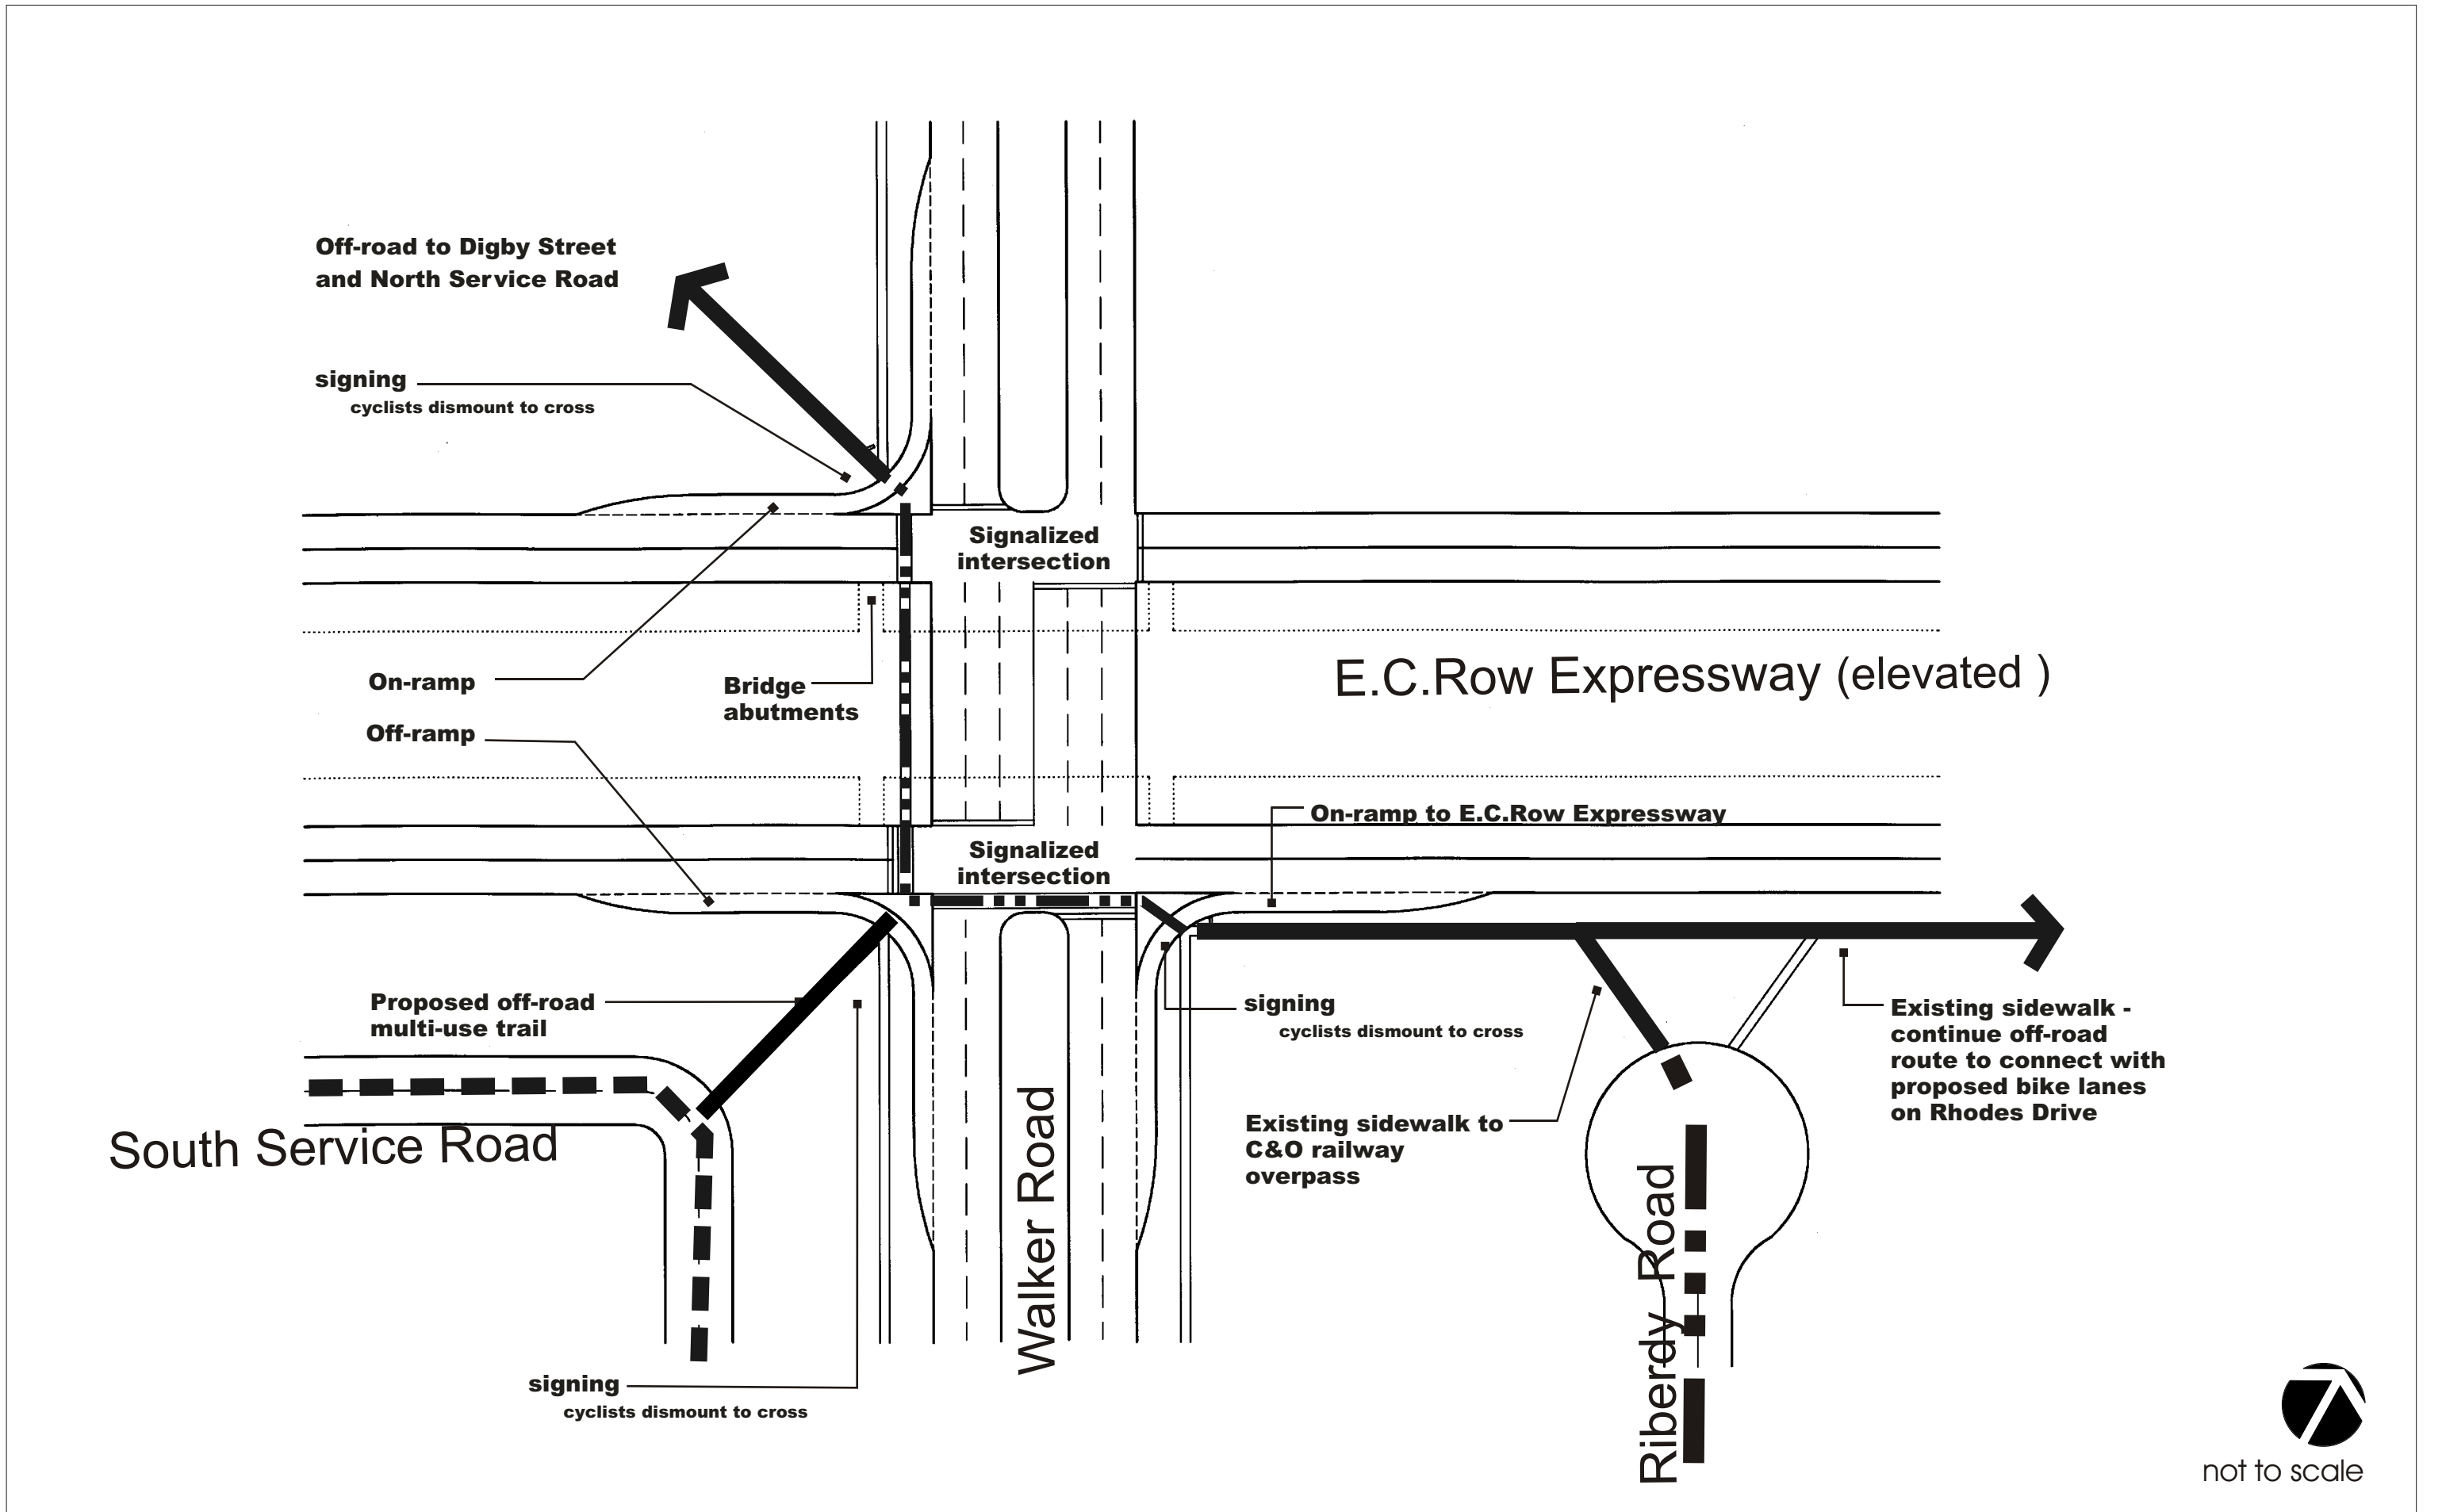 Off-road to Digby Street
and North Service Road
signing
cyclists dismount to cross
Signalized
intersection
On-ramp
Bridge
abutments
E.C.Row Expressway (elevated )
Off-ramp
On-ramp to E.C.Row Expressway
Signalized
intersection
Proposed off-road
multi-use trail
signing
cyclists dismount to cross
Existing sidewalk -
continue off-road
route to connect with
proposed bike lanes
on Rhodes Drive
South Service Road
Existing sidewalk to
C&O railway
overpass
Walker Road
Riberdy Road
signing
cyclists dismount to cross
not to scale